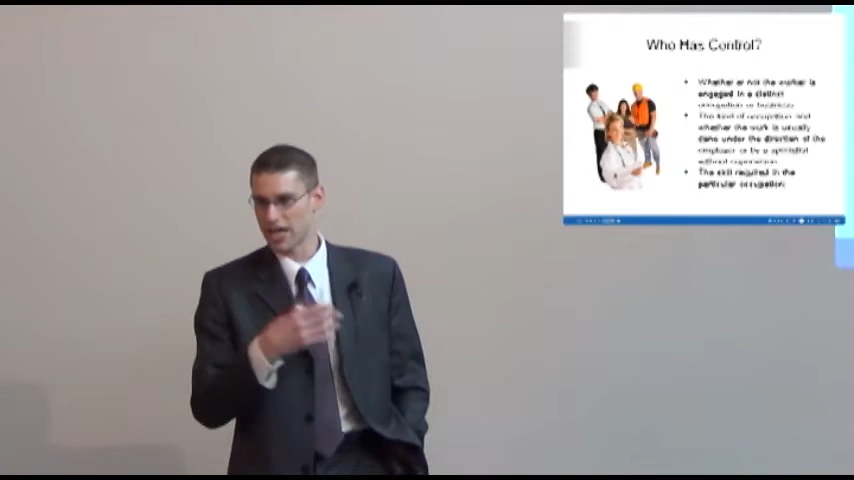 Who Has Control?
• Whether or not the worker is
engaged in a distinct
occupation or business
• The kind of occupation and
whether the work is usually
done under the direction of the
employer or by a specialist
without supervision
• The skill required in the
particular occupation